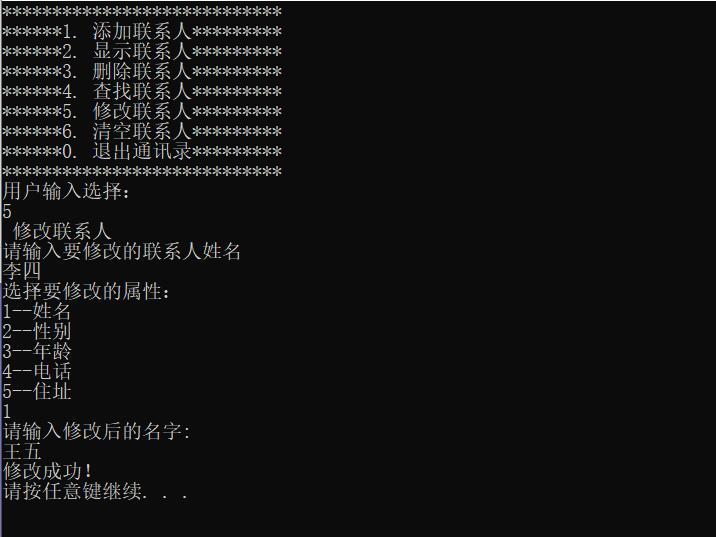 ****************************
******1. 添加联系人*********
******2. 显示联系人*********
******3. 删除联系人*********
******4. 查找联系人*********
******5. 修改联系人*********
******6. 清空联系人*********
******0. 退出通讯录*********
****************************
用户输入选择：
5
 修改联系人
请输入要修改的联系人姓名
李四
选择要修改的属性：
1--姓名
2--性别
3--年龄
4--电话
5--住址
1
请输入修改后的名字:
王五
修改成功！
请按任意键继续. . .